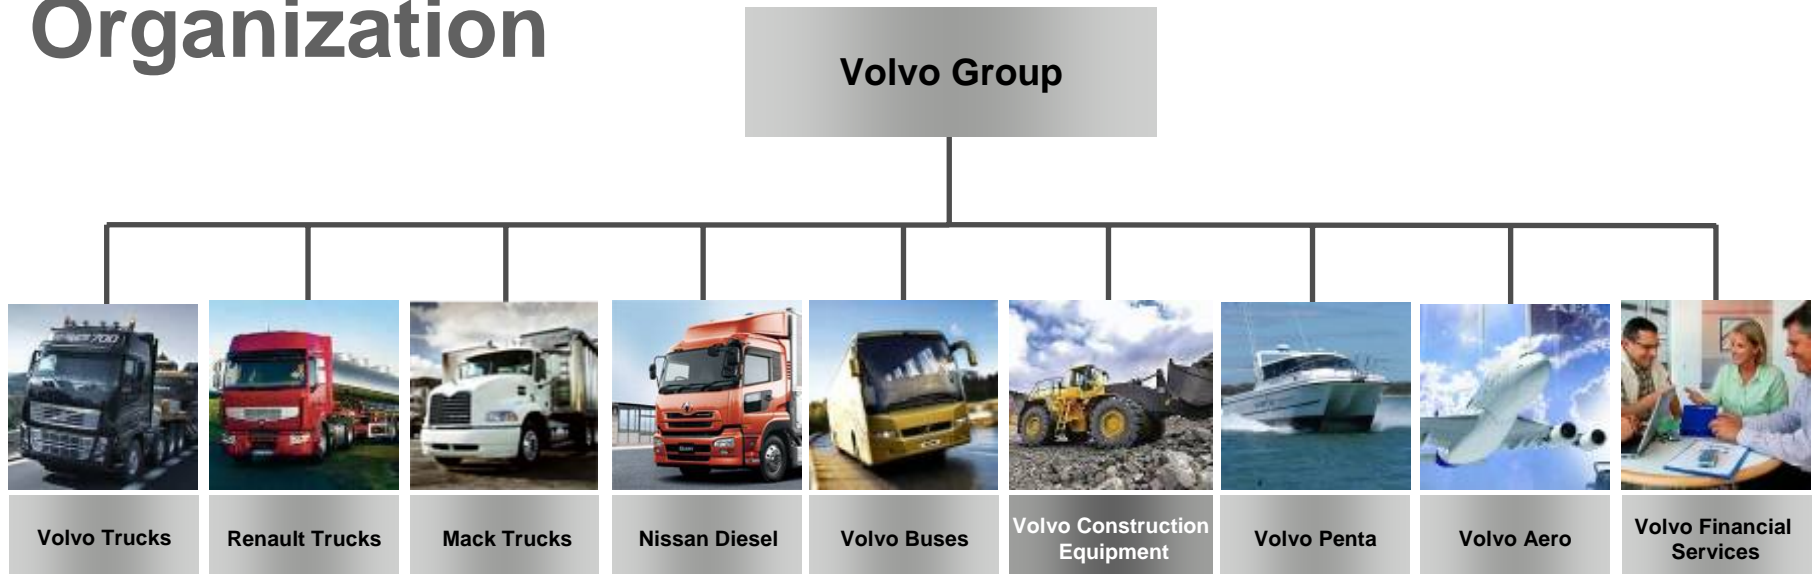 Organization
Volvo Group
Volvo Trucks
Renault Trucks
Mack Trucks
Nissan Diesel
Volvo Buses
Volvo Construction
Equipment
Volvo Penta
Volvo Aero
Volvo Financial
Services